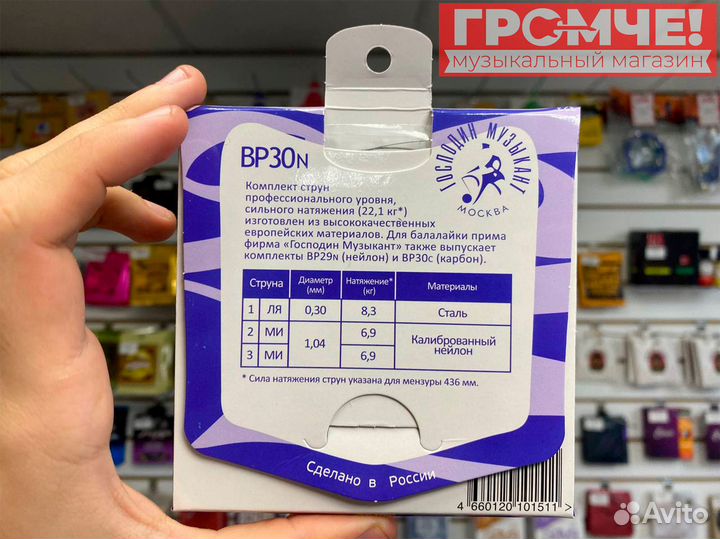 ГРОМЧЕ!
МУЗЫКАЛЬНЫЙ МАГАЗИН
ГОСПОДИН МУЗЫКАНТ
МОСКВА
BP30N
Комплект струн
профессионального уровня,
сильного натяжения (22,1 кг*)
изготовлен из высококачественных
европейских материалов. Для балалайки прима
фирма «Господин Музыкант» также выпускает
комплекты BP29N (нейлон) и BP30C (карбон).
Струна Диаметр (мм) Натяжение* (кг) Материалы
1 ЛЯ 0,30 8,3 Сталь
2 МИ 1,04 6,9 Калиброванный нейлон
3 МИ 6,9
* Сила натяжения струн указана для мензуры 436 мм.
Сделано в России
4 660120 101511 >
Avito